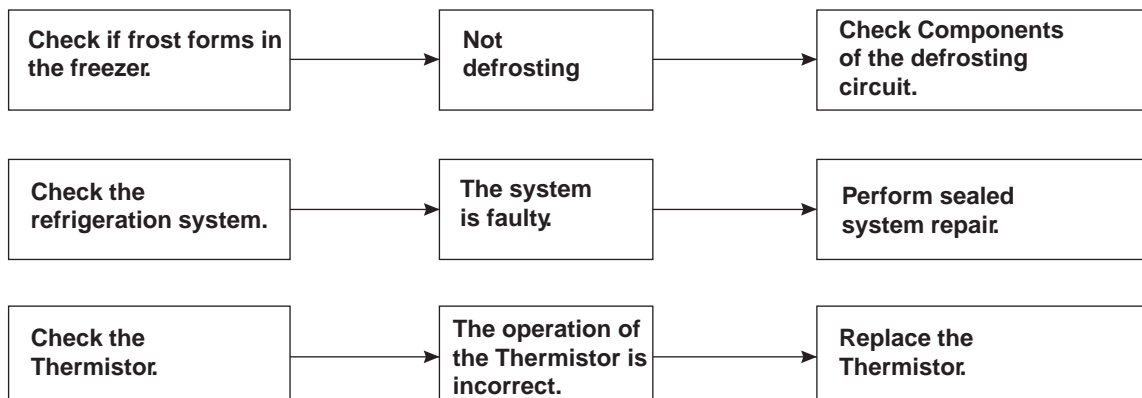 Check if frost forms in
the freezer.
Not
defrosting
Check Components
of the defrosting
circuit.
Check the
refrigeration system.
The system
is faulty.
Perform sealed
system repair.
Check the
Thermistor.
The operation of
the Thermistor is
incorrect.
Replace the
Thermistor.